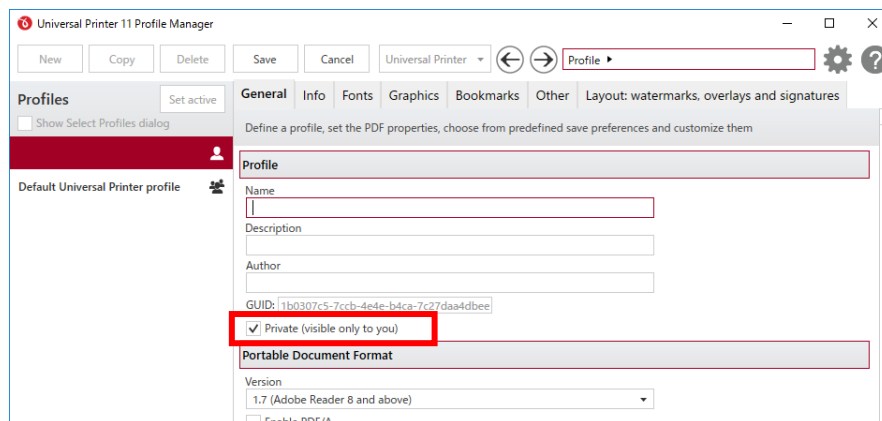 Universal Printer 11 Profile Manager
New Copy Delete Save Cancel Universal Printer Profile
Profiles Set active
Show Select Profiles dialog
Default Universal Printer profile
General Info Fonts Graphics Bookmarks Other Layout: watermarks, overlays and signatures
Define a profile, set the PDF properties, choose from predefined save preferences and customize them
Profile
Name
Description
Author
GUID: 1b0307c5-7ccb-4e4e-b4ca-7c27daa4dbee
Private (visible only to you)
Portable Document Format
Version
1.7 (Adobe Reader 8 and above)
Enable PDF/A